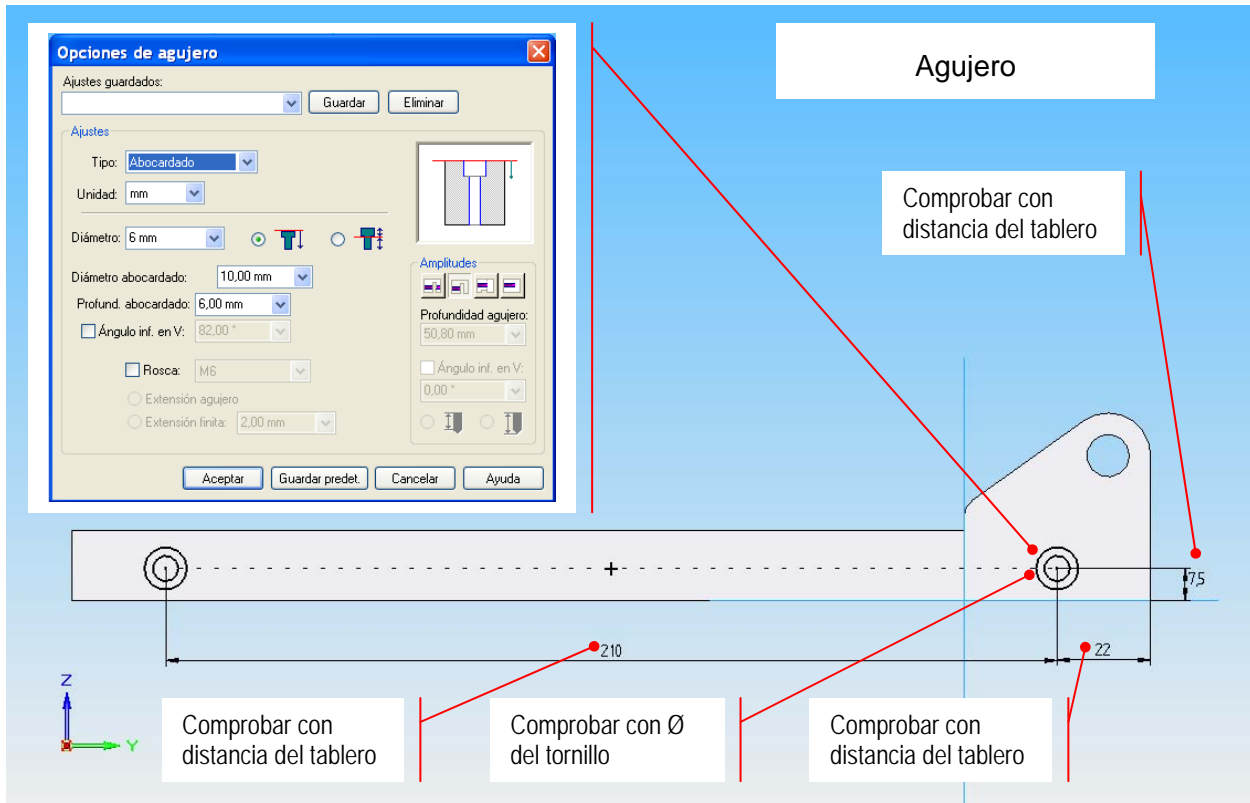 Opciones de agujero
Ajustes guardados:
Guardar
Eliminar
Ajustes
Tipo: Abocardado
Unidad: mm
Diámetro: 6 mm
Diámetro abocardado: 10,00 mm
Profund. abocardado: 6,00 mm
Ángulo inf. en V: 82,00 °
Rosca: M6
Extensión agujero
Extensión finita: 2,00 mm
Amplitudes
Profundidad agujero:
50,80 mm
Ángulo inf. en V:
0,00 °
Aceptar
Guardar predet.
Cancelar
Ayuda
Agujero
Comprobar con
distancia del tablero
7,5
210
22
Z
Y
Comprobar con
distancia del tablero
Comprobar con Ø
del tornillo
Comprobar con
distancia del tablero